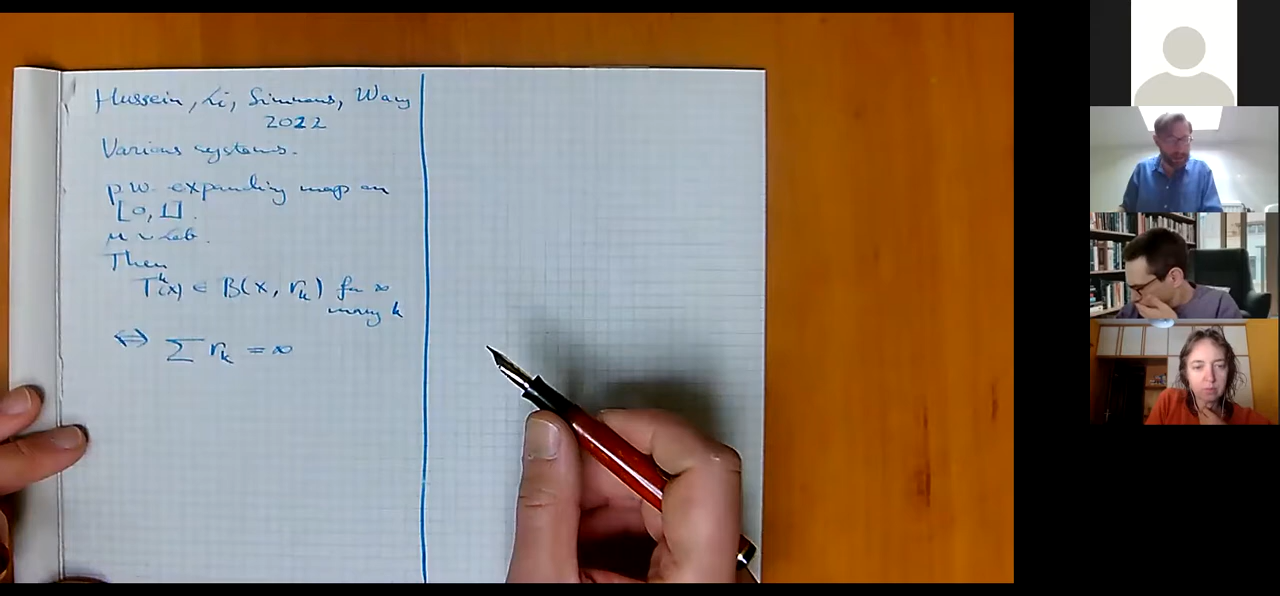 Hussein, Li, Simmons, Wang
2022
Various systems.
p.w. expanding map on
[0,1].
μ ~ Leb.
Then
T^k(x) ∈ B(x, r_k) for ∞
many k
⇔ ∑ r_k = ∞